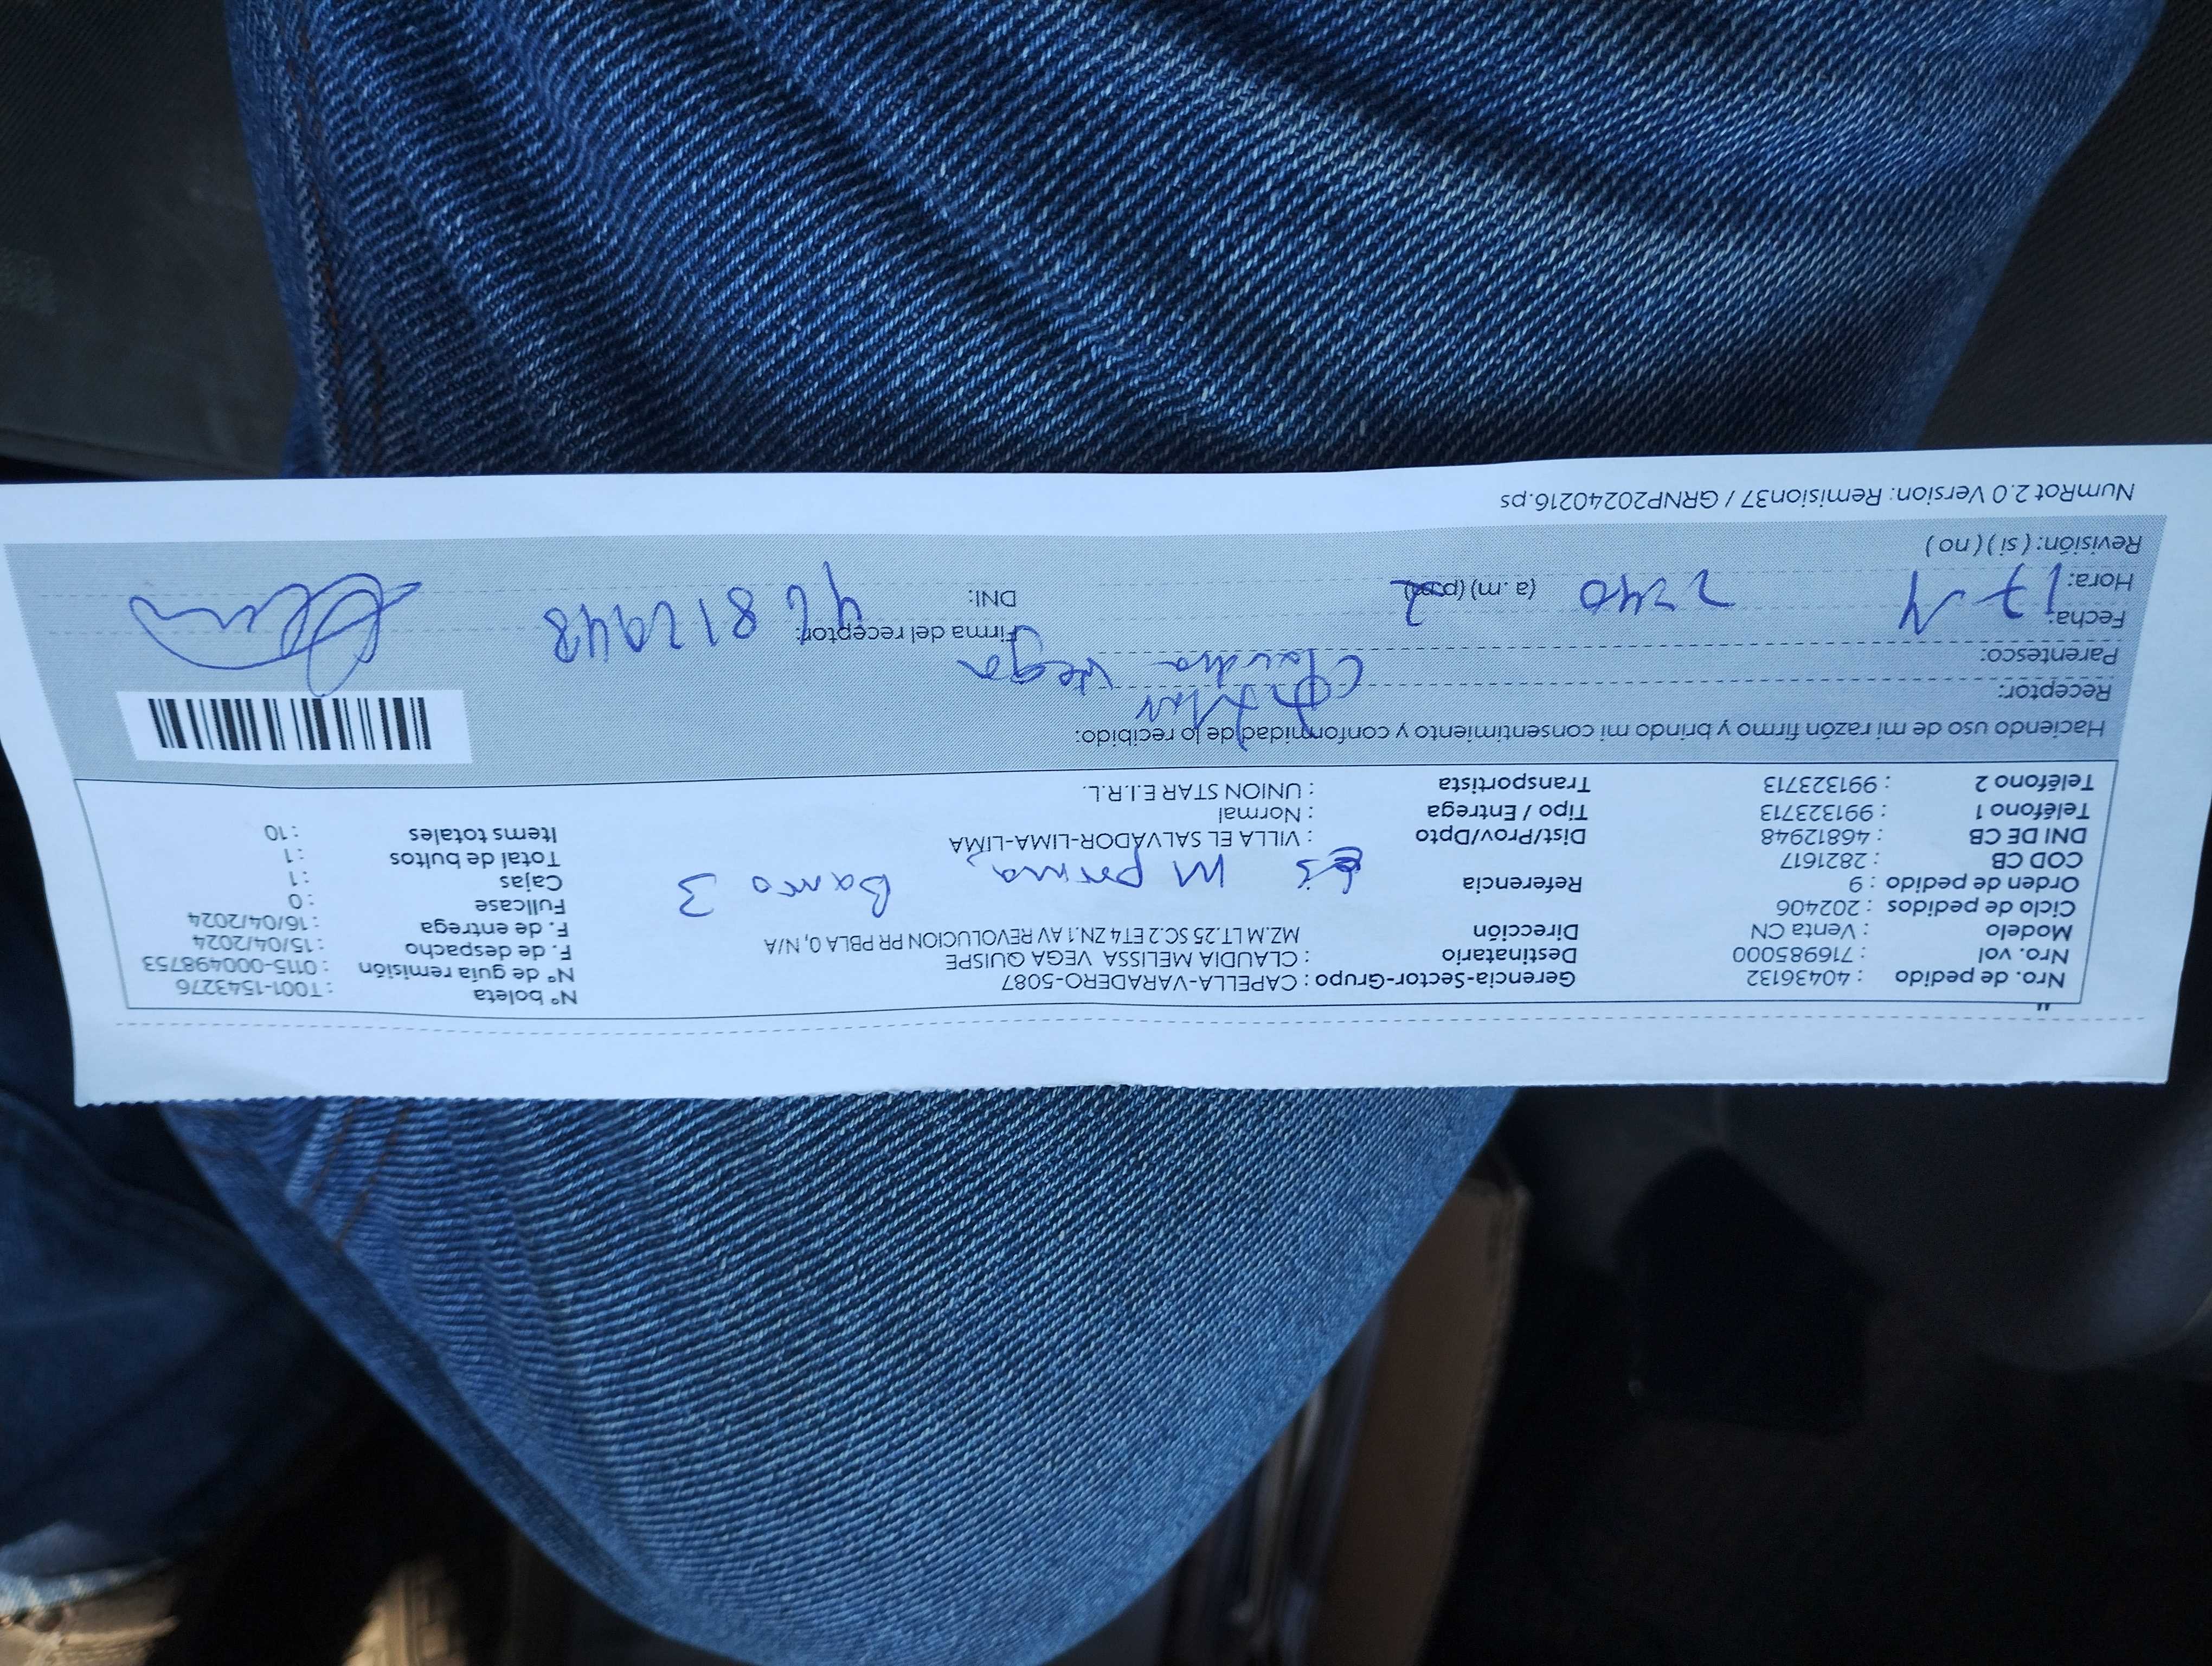 Nro. de pedido : 40436132
Nro. vol : 716985000
Modelo : Venta CN
Ciclo de pedidos : 202406
Orden de pedido : 9
COD CB : 2821617
DNI DE CB : 46812948
Teléfono 1 : 991323713
Teléfono 2 : 991323713
Gerencia-Sector-Grupo : CAPELLA-VARADERO-5087
Destinatario : CLAUDIA MELISSA VEGA QUISPE
Dirección MZ.M LT.25 SC.2 ET4 ZN.1 AV REVOLUCION PR PBLA 0, N/A
Referencia
Barro 3
Dist/Prov/Dpto : VILLA EL SALVADOR-LIMA-LIMA
Tipo / Entrega : Normal
Transportista : UNION STAR E.I.R.L.
N° boleta : T001-1543276
N° de guía remisión : 0115-000498753
F. de despacho : 15/04/2024
F. de entrega : 16/04/2024
Fullcase : 0
Cajas : 1
Total de bultos : 1
Items totales : 10
Haciendo uso de mi razón firmo y brindo mi consentimiento y conformidad de lo recibido:
Receptor:
Parentesco: Claudia Vega
Fecha: 17-4
Hora: 2:40 (a.m) (p.m)
Revisión: ( si ) ( no )
Firma del receptor:
DNI: 46812948
NumRot 2.0 Version: Remision37 / GRNP20240216.ps